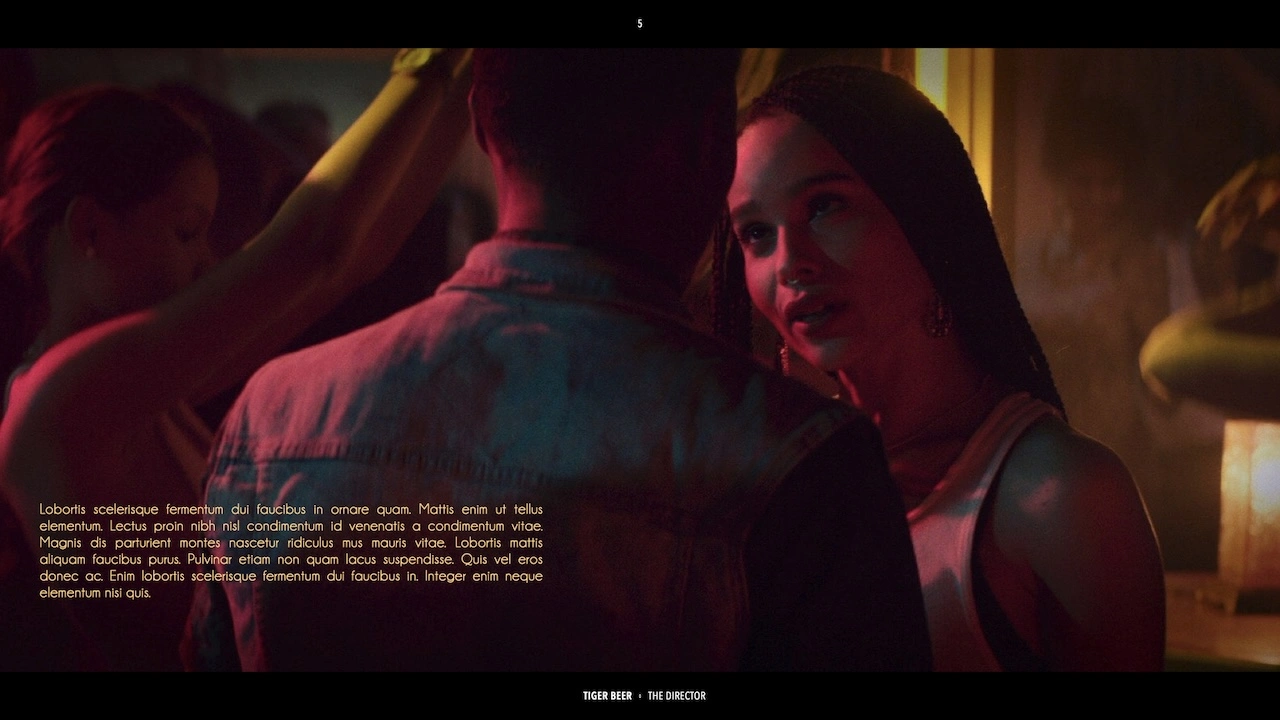 5
Lobortis scelerisque fermentum dui faucibus in ornare quam. Mattis enim ut tellus
elementum. Lectus proin nibh nisl condimentum id venenatis a condimentum vitae.
Magnis dis parturient montes nascetur ridiculus mus mauris vitae. Lobortis mattis
aliquam faucibus purus. Pulvinar etiam non quam lacus suspendisse. Quis vel eros
donec ac. Enim lobortis scelerisque fermentum dui faucibus in. Integer enim neque
elementum nisi quis.
TIGER BEER • THE DIRECTOR